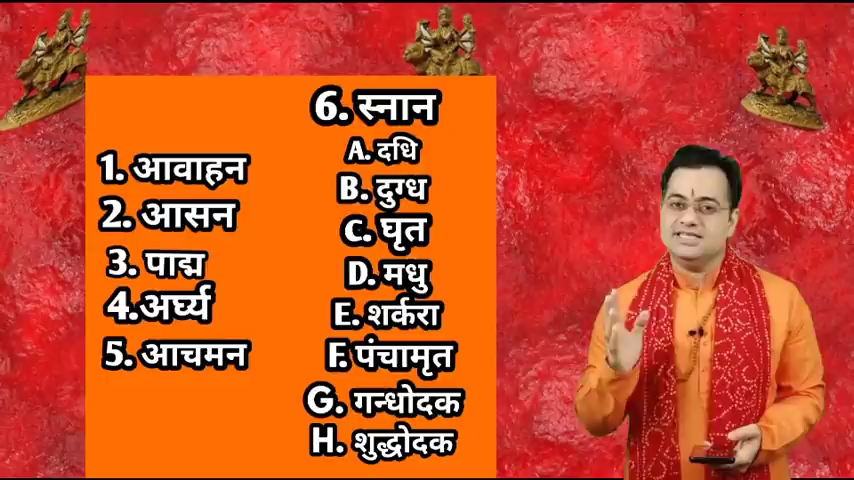 1. आवाहन
2. आसन
3. पाद्म
4.अर्घ्य
5. आचमन
6. स्नान
A. दधि
B. दुग्ध
C. घृत
D. मधु
E. शर्करा
F. पंचामृत
G. गन्धोदक
H. शुद्धोदक